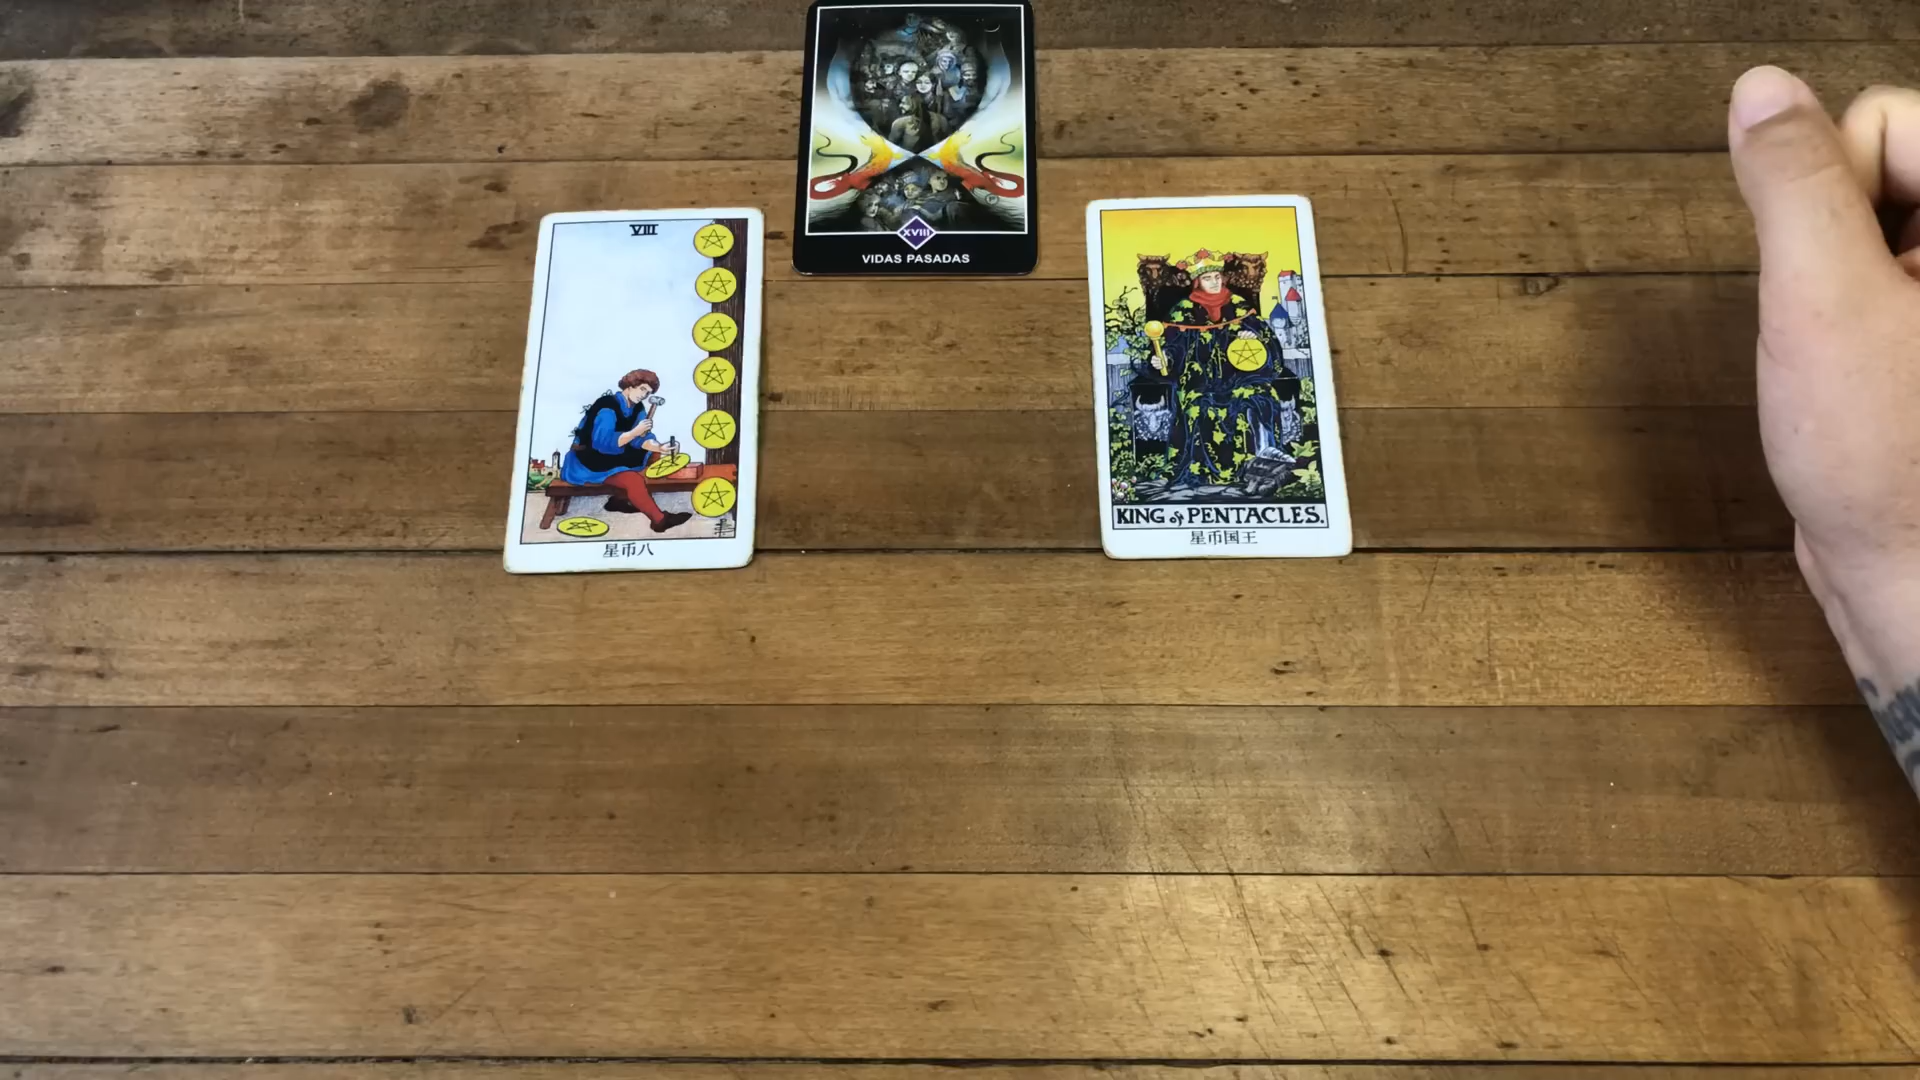 XVIII
VIDAS PASADAS
VIII
星币八
KING of PENTACLES.
星币国王